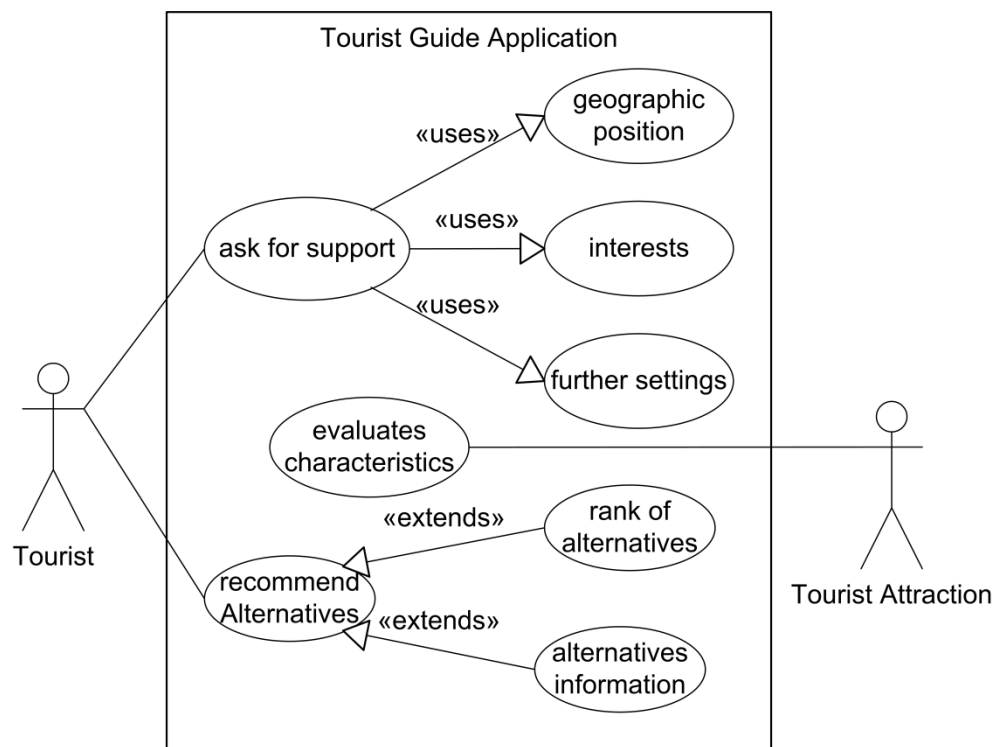 Tourist Guide Application
geographic
position
«uses»
ask for support
«uses»
interests
«uses»
further settings
evaluates
characteristics
«extends»
rank of
alternatives
Tourist
recommend
Alternatives
Tourist Attraction
«extends»
alternatives
information